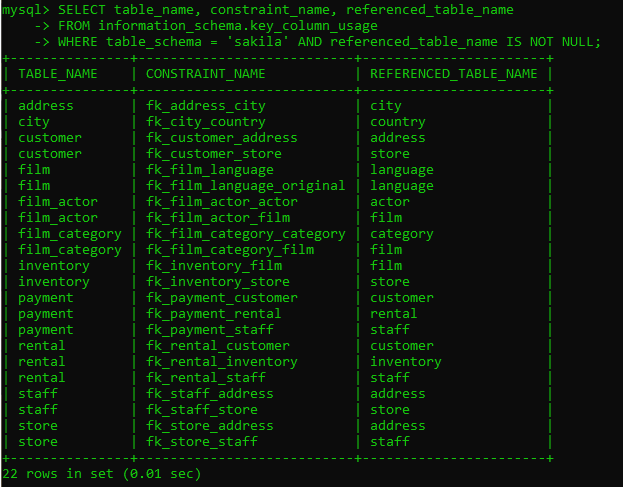 mysql> SELECT table_name, constraint_name, referenced_table_name
    -> FROM information_schema.key_column_usage
    -> WHERE table_schema = 'sakila' AND referenced_table_name IS NOT NULL;
+---------------+---------------------------+-----------------------+
| TABLE_NAME    | CONSTRAINT_NAME           | REFERENCED_TABLE_NAME |
+---------------+---------------------------+-----------------------+
| address       | fk_address_city           | city                  |
| city          | fk_city_country           | country               |
| customer      | fk_customer_address       | address               |
| customer      | fk_customer_store         | store                 |
| film          | fk_film_language          | language              |
| film          | fk_film_language_original | language              |
| film_actor    | fk_film_actor_actor       | actor                 |
| film_actor    | fk_film_actor_film        | film                  |
| film_category | fk_film_category_category | category              |
| film_category | fk_film_category_film     | film                  |
| inventory     | fk_inventory_film         | film                  |
| inventory     | fk_inventory_store        | store                 |
| payment       | fk_payment_customer       | customer              |
| payment       | fk_payment_rental         | rental                |
| payment       | fk_payment_staff          | staff                 |
| rental        | fk_rental_customer        | customer              |
| rental        | fk_rental_inventory       | inventory             |
| rental        | fk_rental_staff           | staff                 |
| staff         | fk_staff_address          | address               |
| staff         | fk_staff_store            | store                 |
| store         | fk_store_address          | address               |
| store         | fk_store_staff            | staff                 |
+---------------+---------------------------+-----------------------+
22 rows in set (0.01 sec)